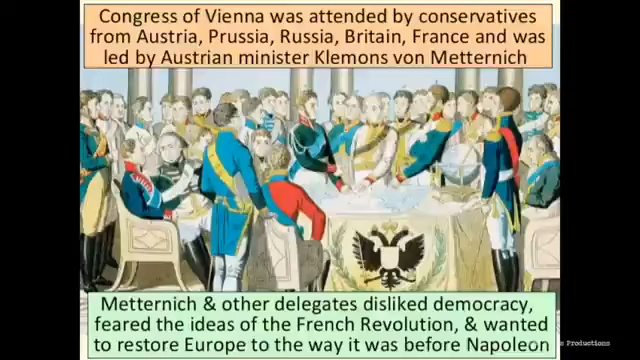 Congress of Vienna was attended by conservatives
from Austria, Prussia, Russia, Britain, France and was
led by Austrian minister Klemons von Metternich
Metternich & other delegates disliked democracy,
feared the ideas of the French Revolution, & wanted
to restore Europe to the way it was before Napoleon
Productions